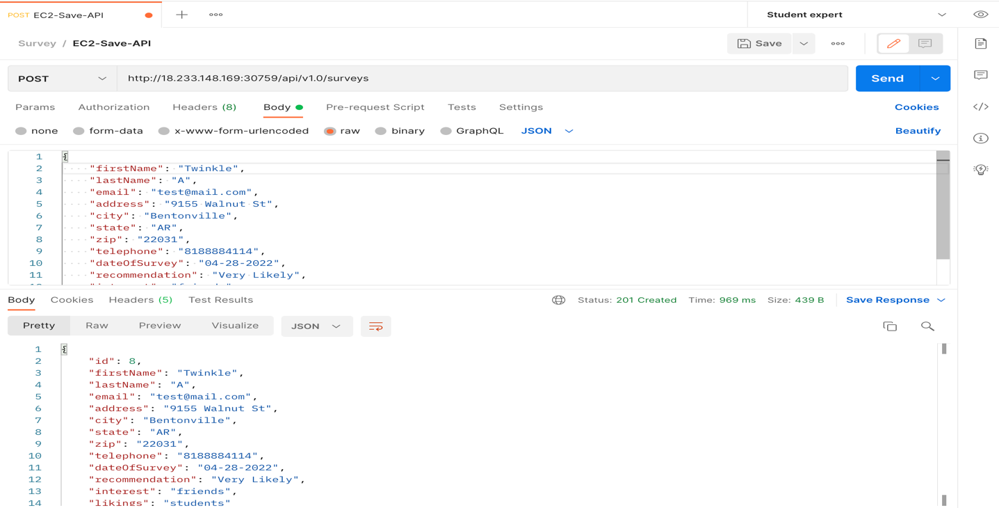 POST EC2-Save-API
Student expert
Survey / EC2-Save-API
Save
POST
http://18.233.148.169:30759/api/v1.0/surveys
Send
Params Authorization Headers (8) Body Pre-request Script Tests Settings Cookies
none form-data x-www-form-urlencoded raw binary GraphQL JSON Beautify
1 {
2 "firstName": "Twinkle",
3 "lastName": "A",
4 "email": "test@mail.com",
5 "address": "9155 Walnut St",
6 "city": "Bentonville",
7 "state": "AR",
8 "zip": "22031",
9 "telephone": "8188884114",
10 "dateOfSurvey": "04-28-2022",
11 "recommendation": "Very Likely",
Body Cookies Headers (5) Test Results Status: 201 Created Time: 969 ms Size: 439 B Save Response
Pretty Raw Preview Visualize JSON
1 {
2 "id": 8,
3 "firstName": "Twinkle",
4 "lastName": "A",
5 "email": "test@mail.com",
6 "address": "9155 Walnut St",
7 "city": "Bentonville",
8 "state": "AR",
9 "zip": "22031",
10 "telephone": "8188884114",
11 "dateOfSurvey": "04-28-2022",
12 "recommendation": "Very Likely",
13 "interest": "friends",
14 "likings": "students"